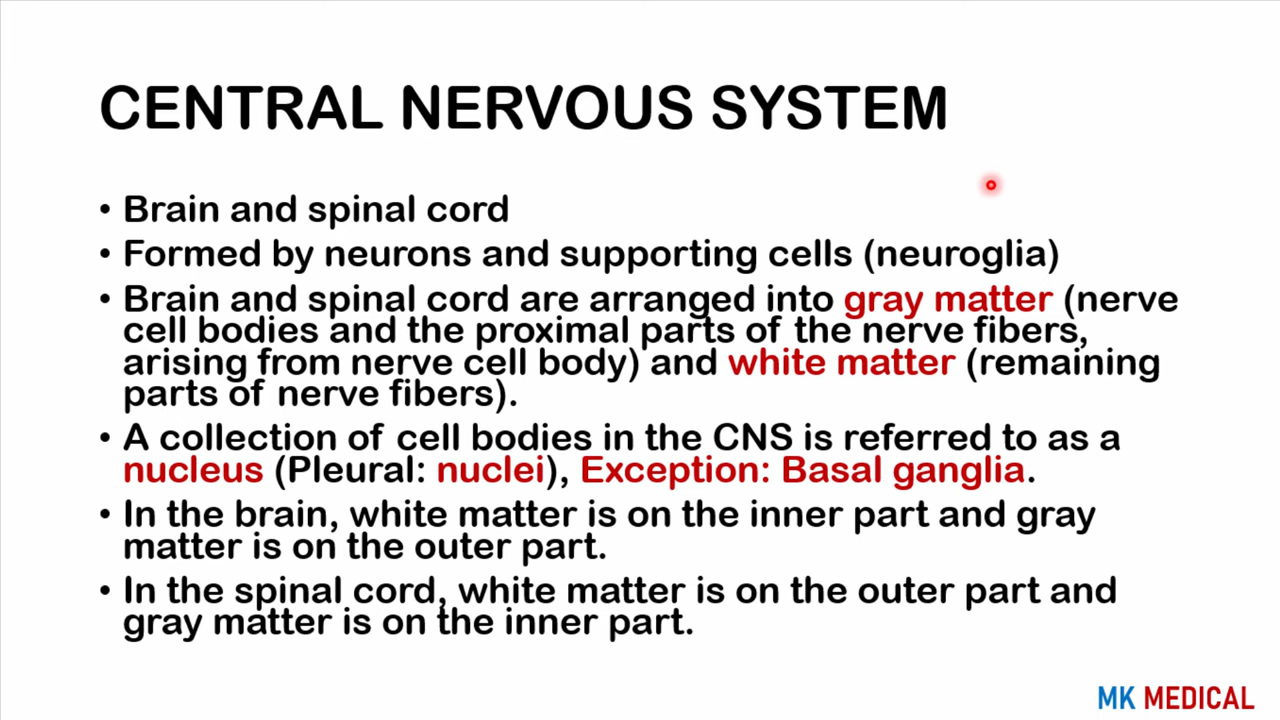 CENTRAL NERVOUS SYSTEM
• Brain and spinal cord
• Formed by neurons and supporting cells (neuroglia)
• Brain and spinal cord are arranged into gray matter (nerve
cell bodies and the proximal parts of the nerve fibers,
arising from nerve cell body) and white matter (remaining
parts of nerve fibers).
• A collection of cell bodies in the CNS is referred to as a
nucleus (Pleural: nuclei), Exception: Basal ganglia.
• In the brain, white matter is on the inner part and gray
matter is on the outer part.
• In the spinal cord, white matter is on the outer part and
gray matter is on the inner part.
MK MEDICAL